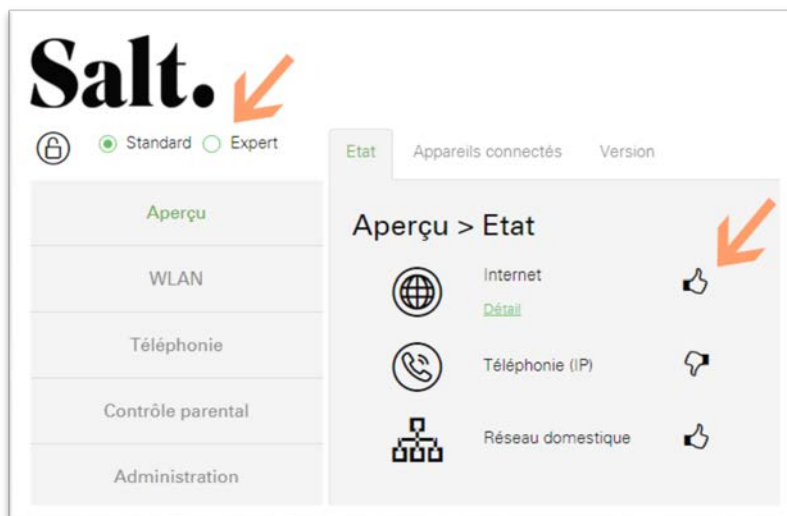 Salt.
Standard Expert
Etat Appareils connectés Version
Aperçu
WLAN
Téléphonie
Contrôle parental
Administration
Aperçu > Etat
Internet
Détail
Téléphonie (IP)
Réseau domestique